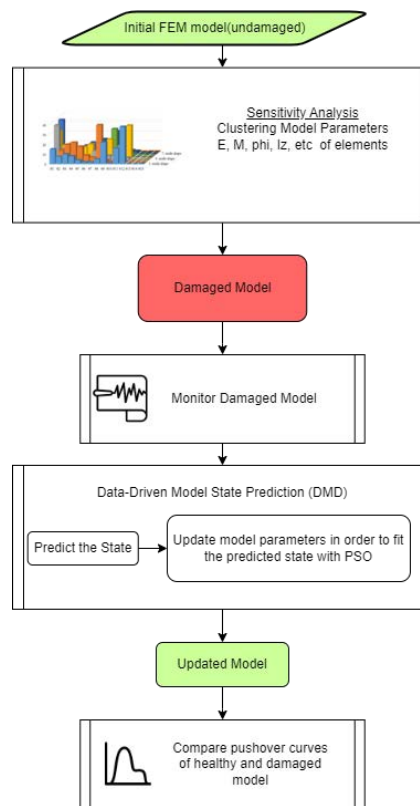 Initial FEM model(undamaged)
Sensitivity Analysis
Clustering Model Parameters
E, M, phi, Iz, etc of elements
Damaged Model
Monitor Damaged Model
Data-Driven Model State Prediction (DMD)
Predict the State
Update model parameters in order to fit
the predicted state with PSO
Updated Model
Compare pushover curves
of healthy and damaged
model